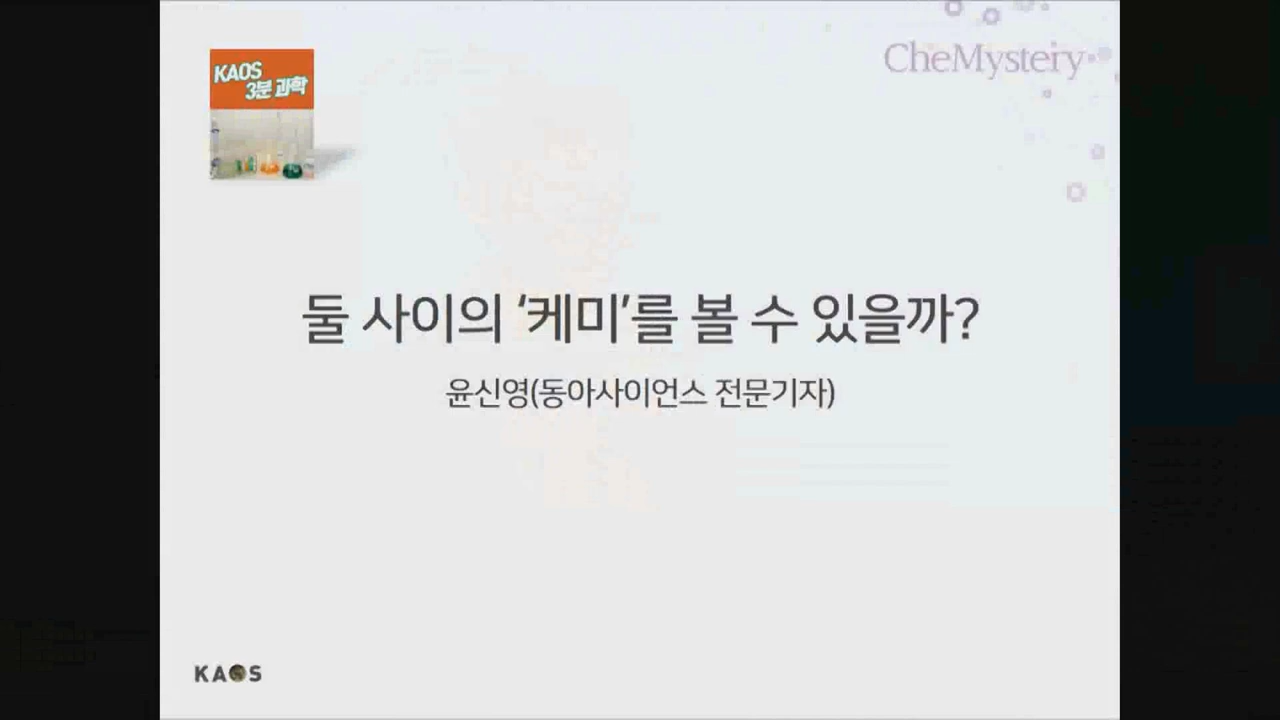 KAOS
3분 과학
CheMystery
둘 사이의 ‘케미’를 볼 수 있을까?
윤신영(동아사이언스 전문기자)
KAOS